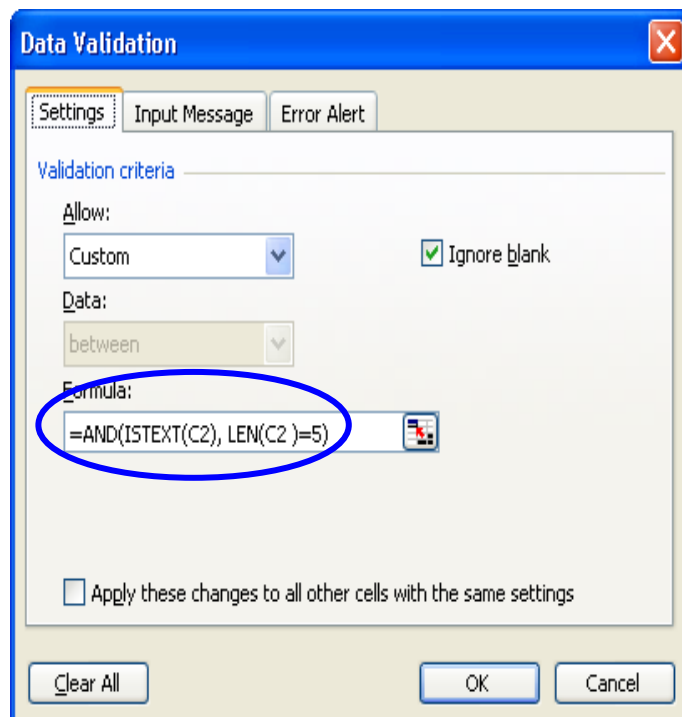 Data Validation
Settings Input Message Error Alert
Validation criteria
Allow:
Custom Ignore blank
Data:
between
Formula:
=AND(ISTEXT(C2), LEN(C2 )=5)
Apply these changes to all other cells with the same settings
Clear All OK Cancel